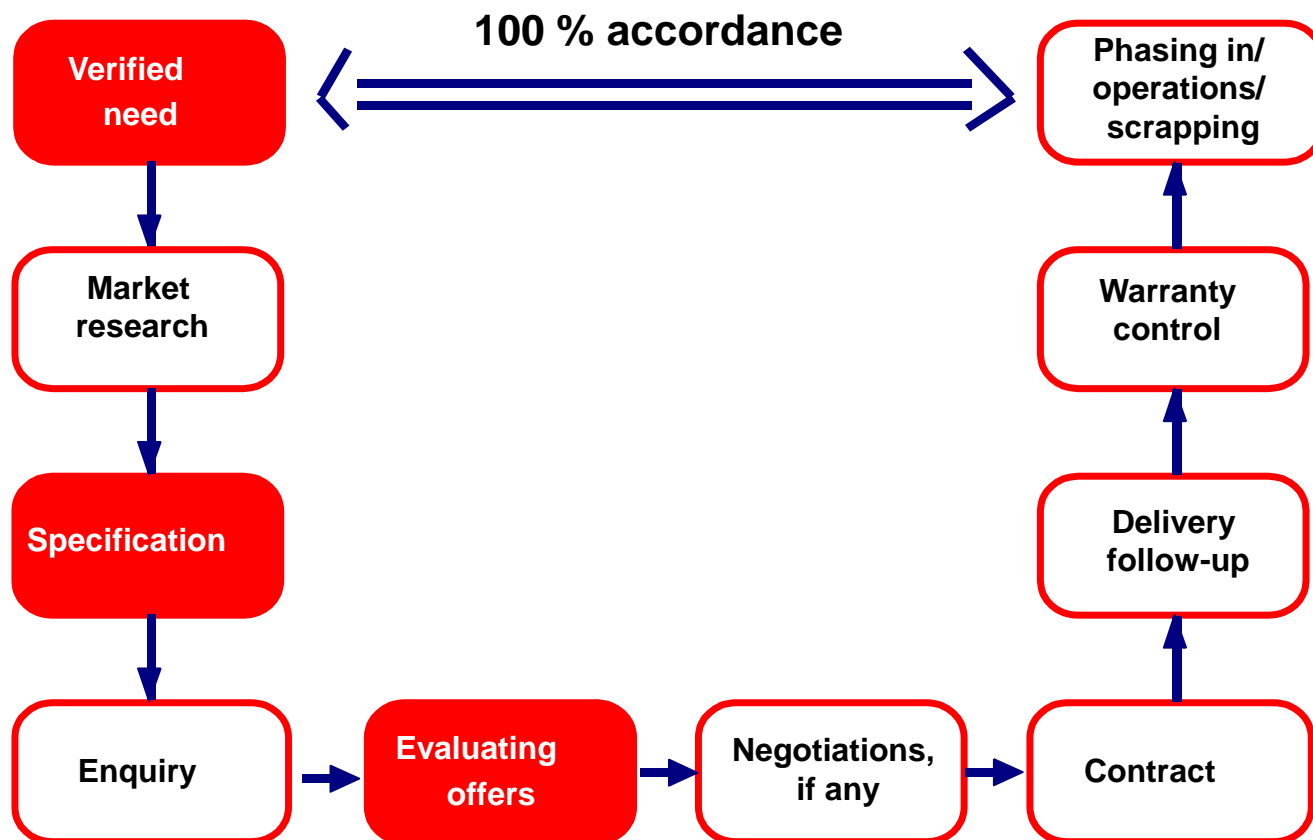 100 % accordance
Verified
need
Phasing in/
operations/
scrapping
Market
research
Warranty
control
Specification
Delivery
follow-up
Enquiry
Evaluating
offers
Negotiations,
if any
Contract